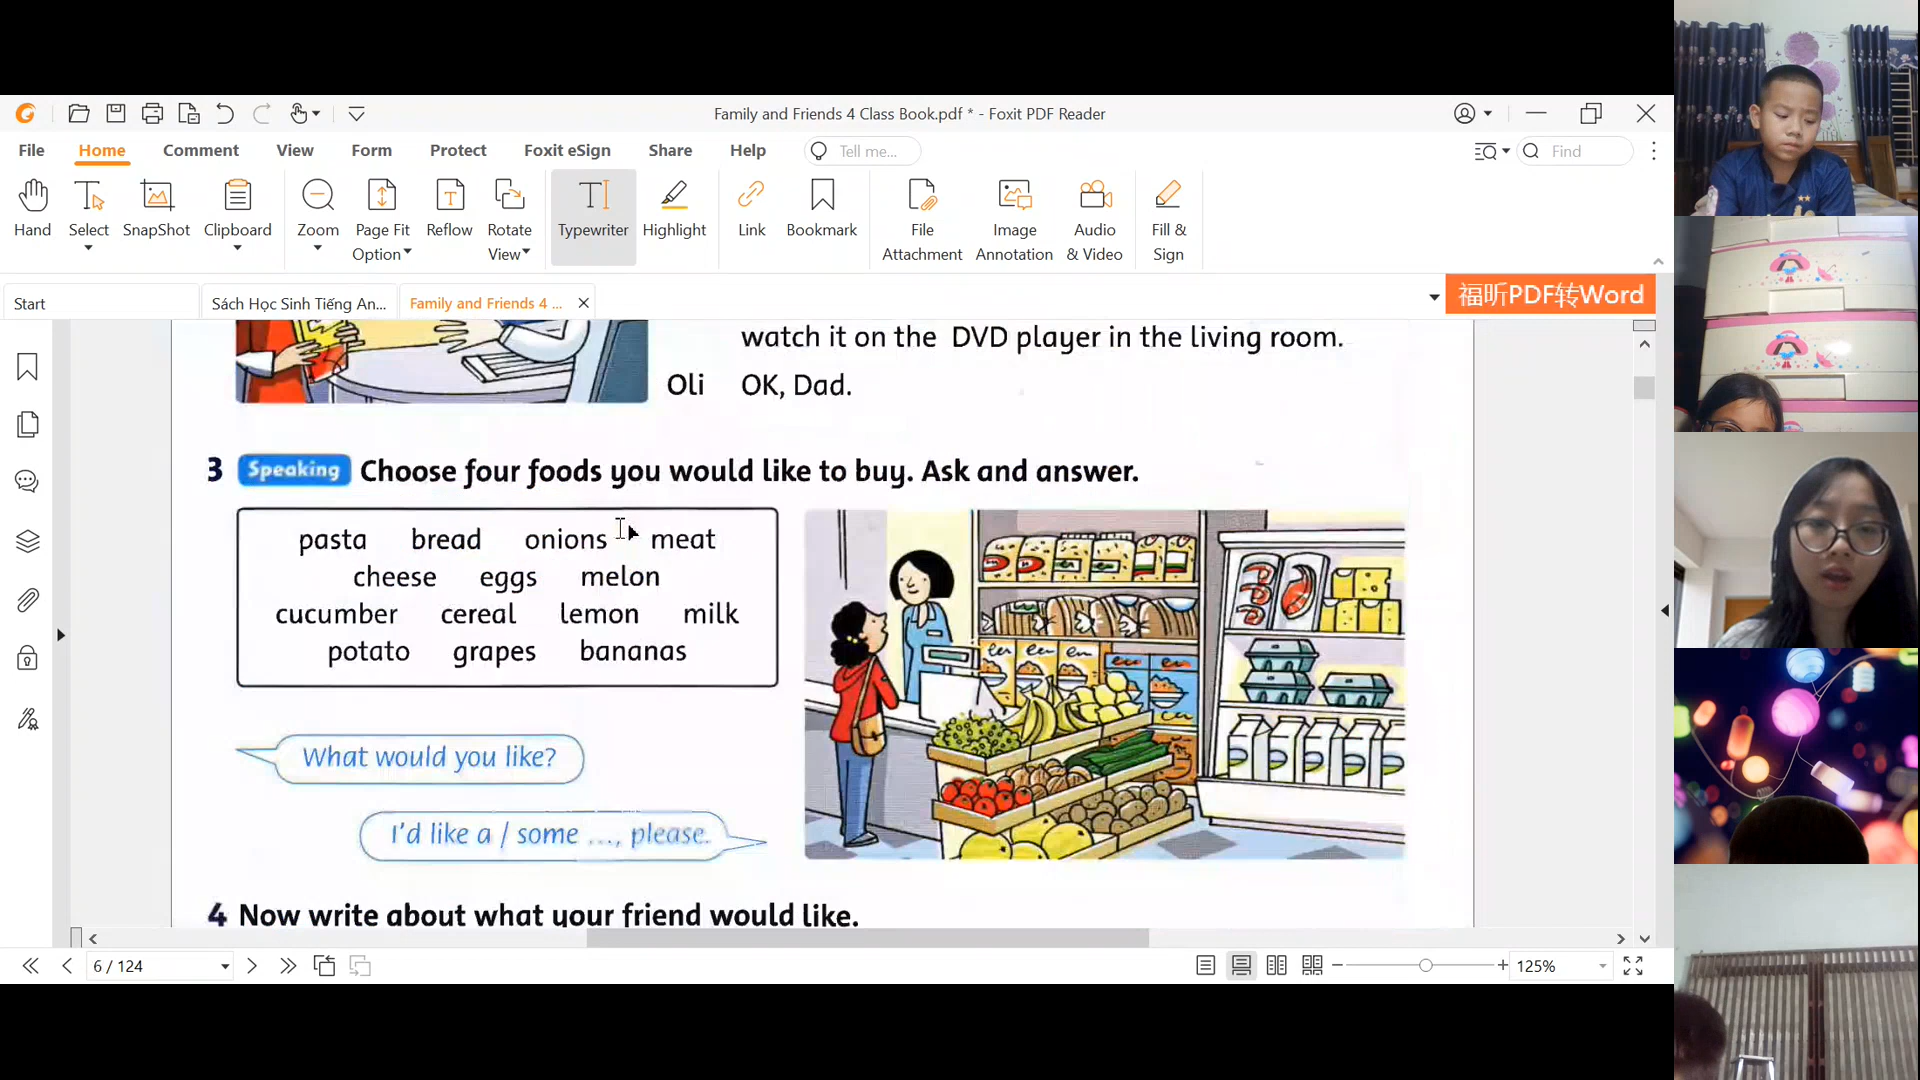 Family and Friends 4 Class Book.pdf * - Foxit PDF Reader
File Home Comment View Form Protect Foxit eSign Share Help Tell me... Find
Hand Select SnapShot Clipboard Zoom Page Fit Option Reflow Rotate View Typewriter Highlight Link Bookmark File Attachment Image Annotation Audio & Video Fill & Sign
Start Sách Học Sinh Tiếng An... Family and Friends 4 ... 福昕PDF转Word
watch it on the DVD player in the living room.
Oli OK, Dad.
3 Speaking Choose four foods you would like to buy. Ask and answer.
pasta bread onions meat
cheese eggs melon
cucumber cereal lemon milk
potato grapes bananas
What would you like?
I'd like a / some ..., please.
4 Now write about what your friend would like.
6 / 124 125%